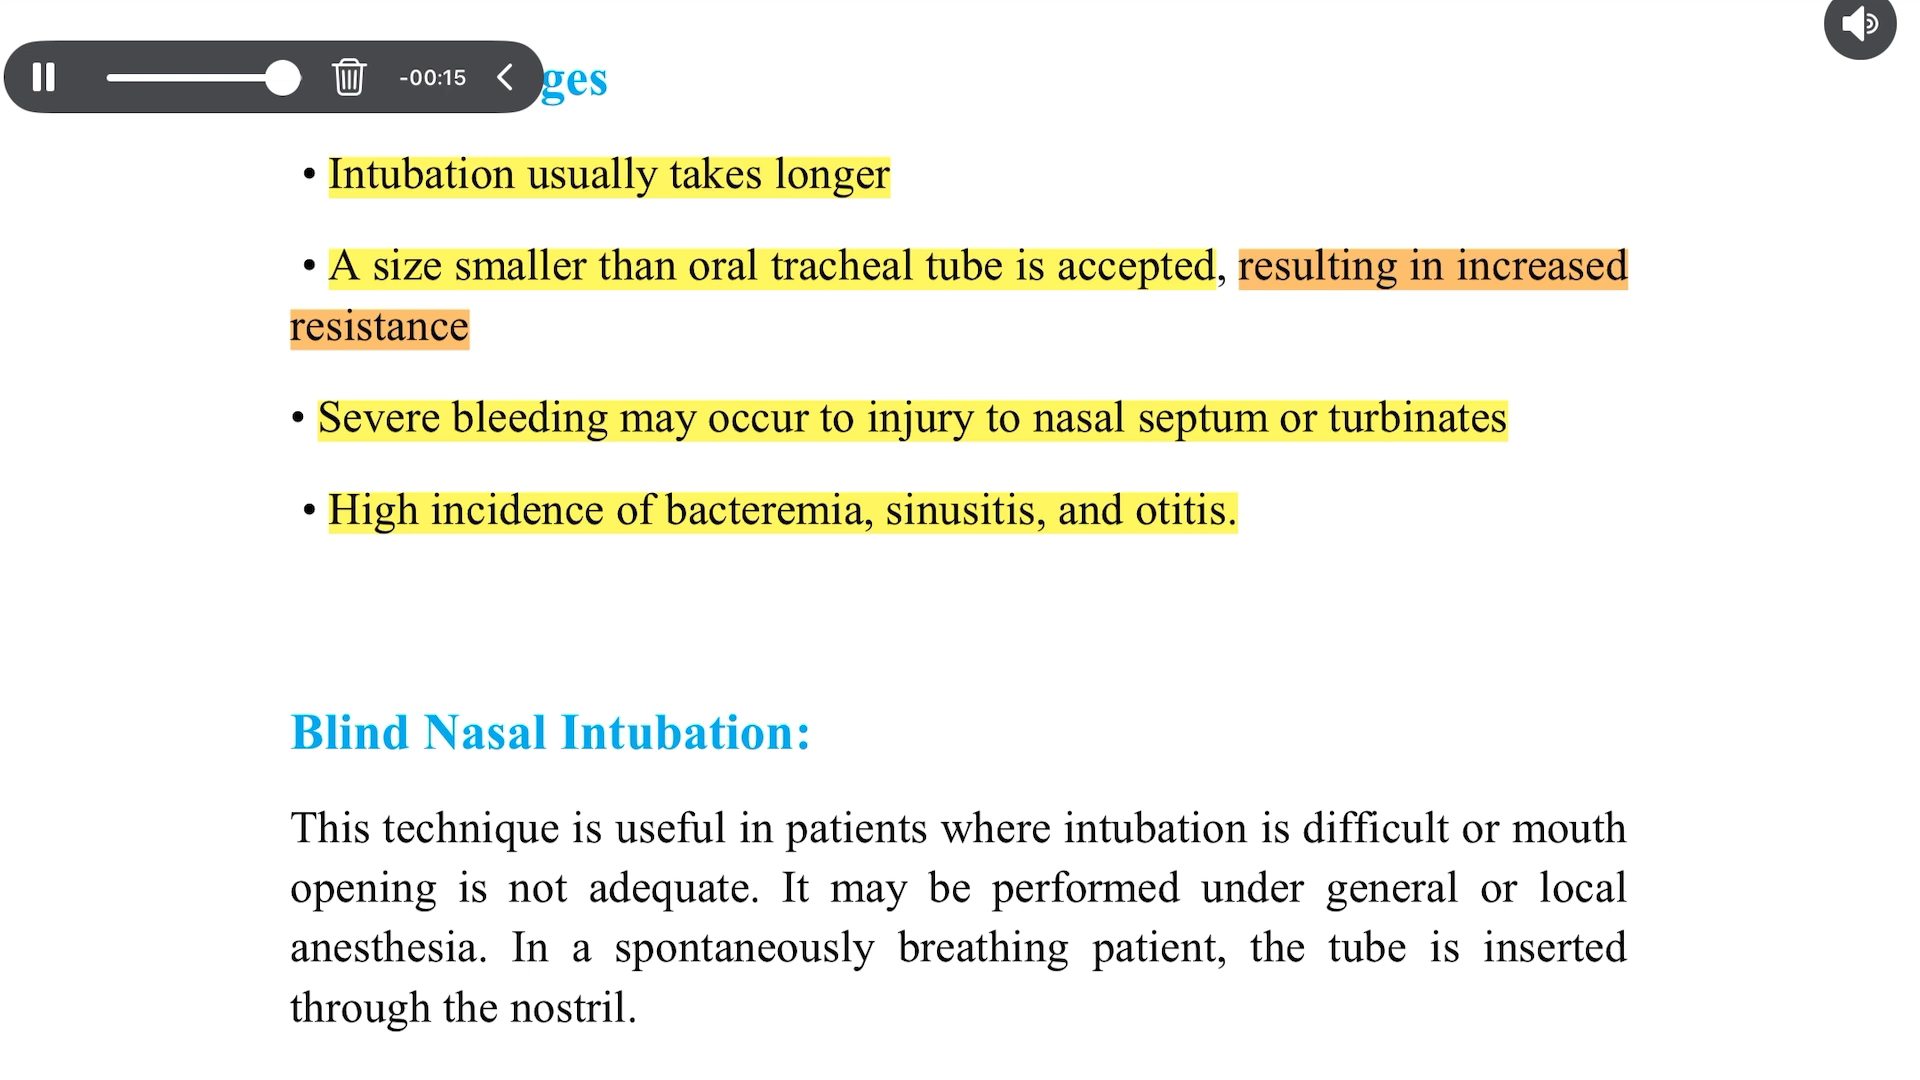 -00:15
ges
• Intubation usually takes longer
• A size smaller than oral tracheal tube is accepted, resulting in increased
resistance
• Severe bleeding may occur to injury to nasal septum or turbinates
• High incidence of bacteremia, sinusitis, and otitis.
Blind Nasal Intubation:
This technique is useful in patients where intubation is difficult or mouth
opening is not adequate. It may be performed under general or local
anesthesia. In a spontaneously breathing patient, the tube is inserted
through the nostril.